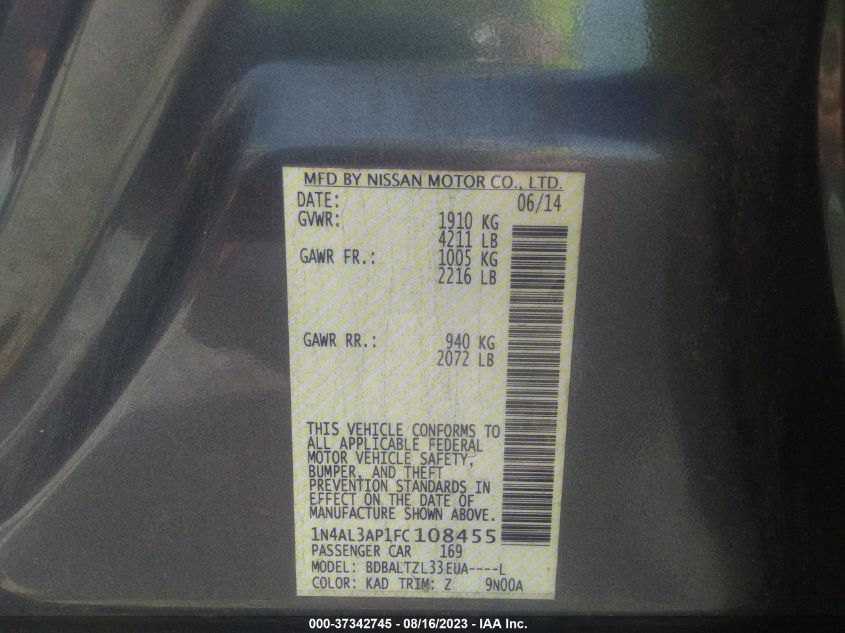 MFD BY NISSAN MOTOR CO., LTD.
DATE: 06/14
GVWR: 1910 KG
4211 LB
GAWR FR.: 1005 KG
2216 LB
GAWR RR.: 940 KG
2072 LB
THIS VEHICLE CONFORMS TO
ALL APPLICABLE FEDERAL
MOTOR VEHICLE SAFETY,
BUMPER, AND THEFT
PREVENTION STANDARDS IN
EFFECT ON THE DATE OF
MANUFACTURE SHOWN ABOVE.
1N4AL3AP1FC108455
PASSENGER CAR 169
MODEL: BDBALTZL33EUA----L
COLOR: KAD TRIM: Z 9N00A
000-37342745 - 08/16/2023 - IAA Inc.